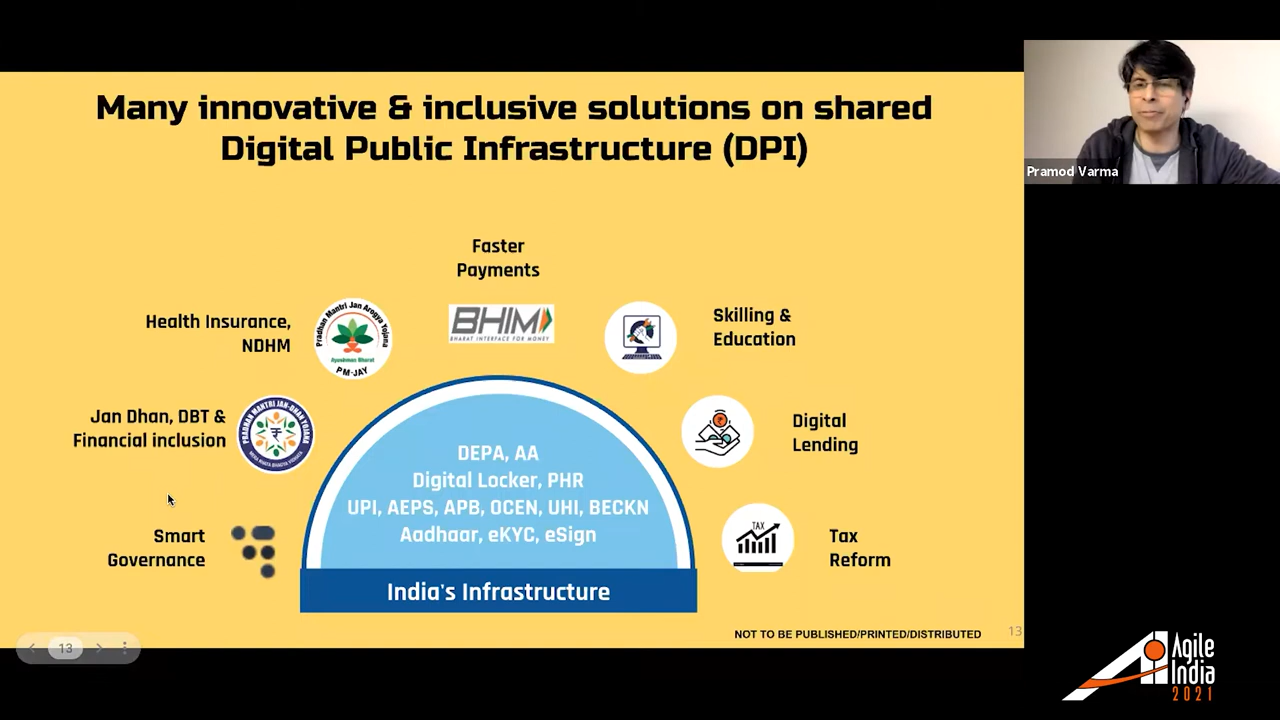 Many innovative & inclusive solutions on shared
Digital Public Infrastructure (DPI)
Pramod Varma
Faster
Payments
Health Insurance,
NDHM
Pradhan Mantri Jan Arogya Yojana
Ayushman Bharat
PM-JAY
BHIM
BHARAT INTERFACE FOR MONEY
Skilling &
Education
Jan Dhan, DBT &
Financial inclusion
PRADHAN MANTRI JAN-DHAN YOJANA
Digital
Lending
DEPA, AA
Digital Locker, PHR
UPI, AEPS, APB, OCEN, UHI, BECKN
Aadhaar, eKYC, eSign
India's Infrastructure
Smart
Governance
TAX
Tax
Reform
NOT TO BE PUBLISHED/PRINTED/DISTRIBUTED
13
13
Agile
India
2021